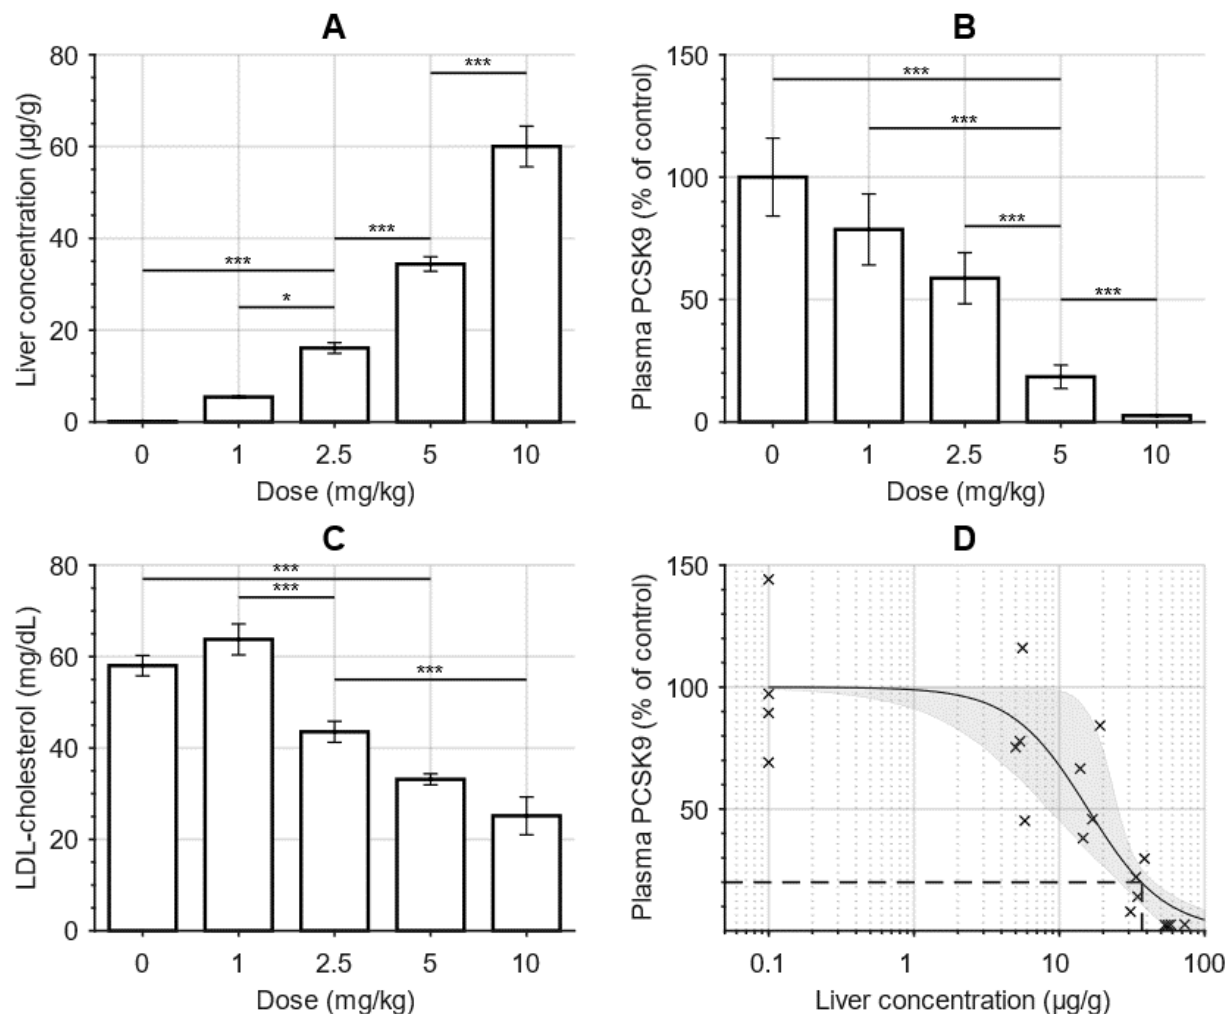 A
Liver concentration (µg/g)
80
60
40
20
0
***
***
***
*
0 1 2.5 5 10
Dose (mg/kg)
B
Plasma PCSK9 (% of control)
150
100
50
0
***
***
***
***
0 1 2.5 5 10
Dose (mg/kg)
C
LDL-cholesterol (mg/dL)
80
60
40
20
0
***
***
***
0 1 2.5 5 10
Dose (mg/kg)
D
Plasma PCSK9 (% of control)
150
100
50
0
0.1 1 10 100
Liver concentration (µg/g)